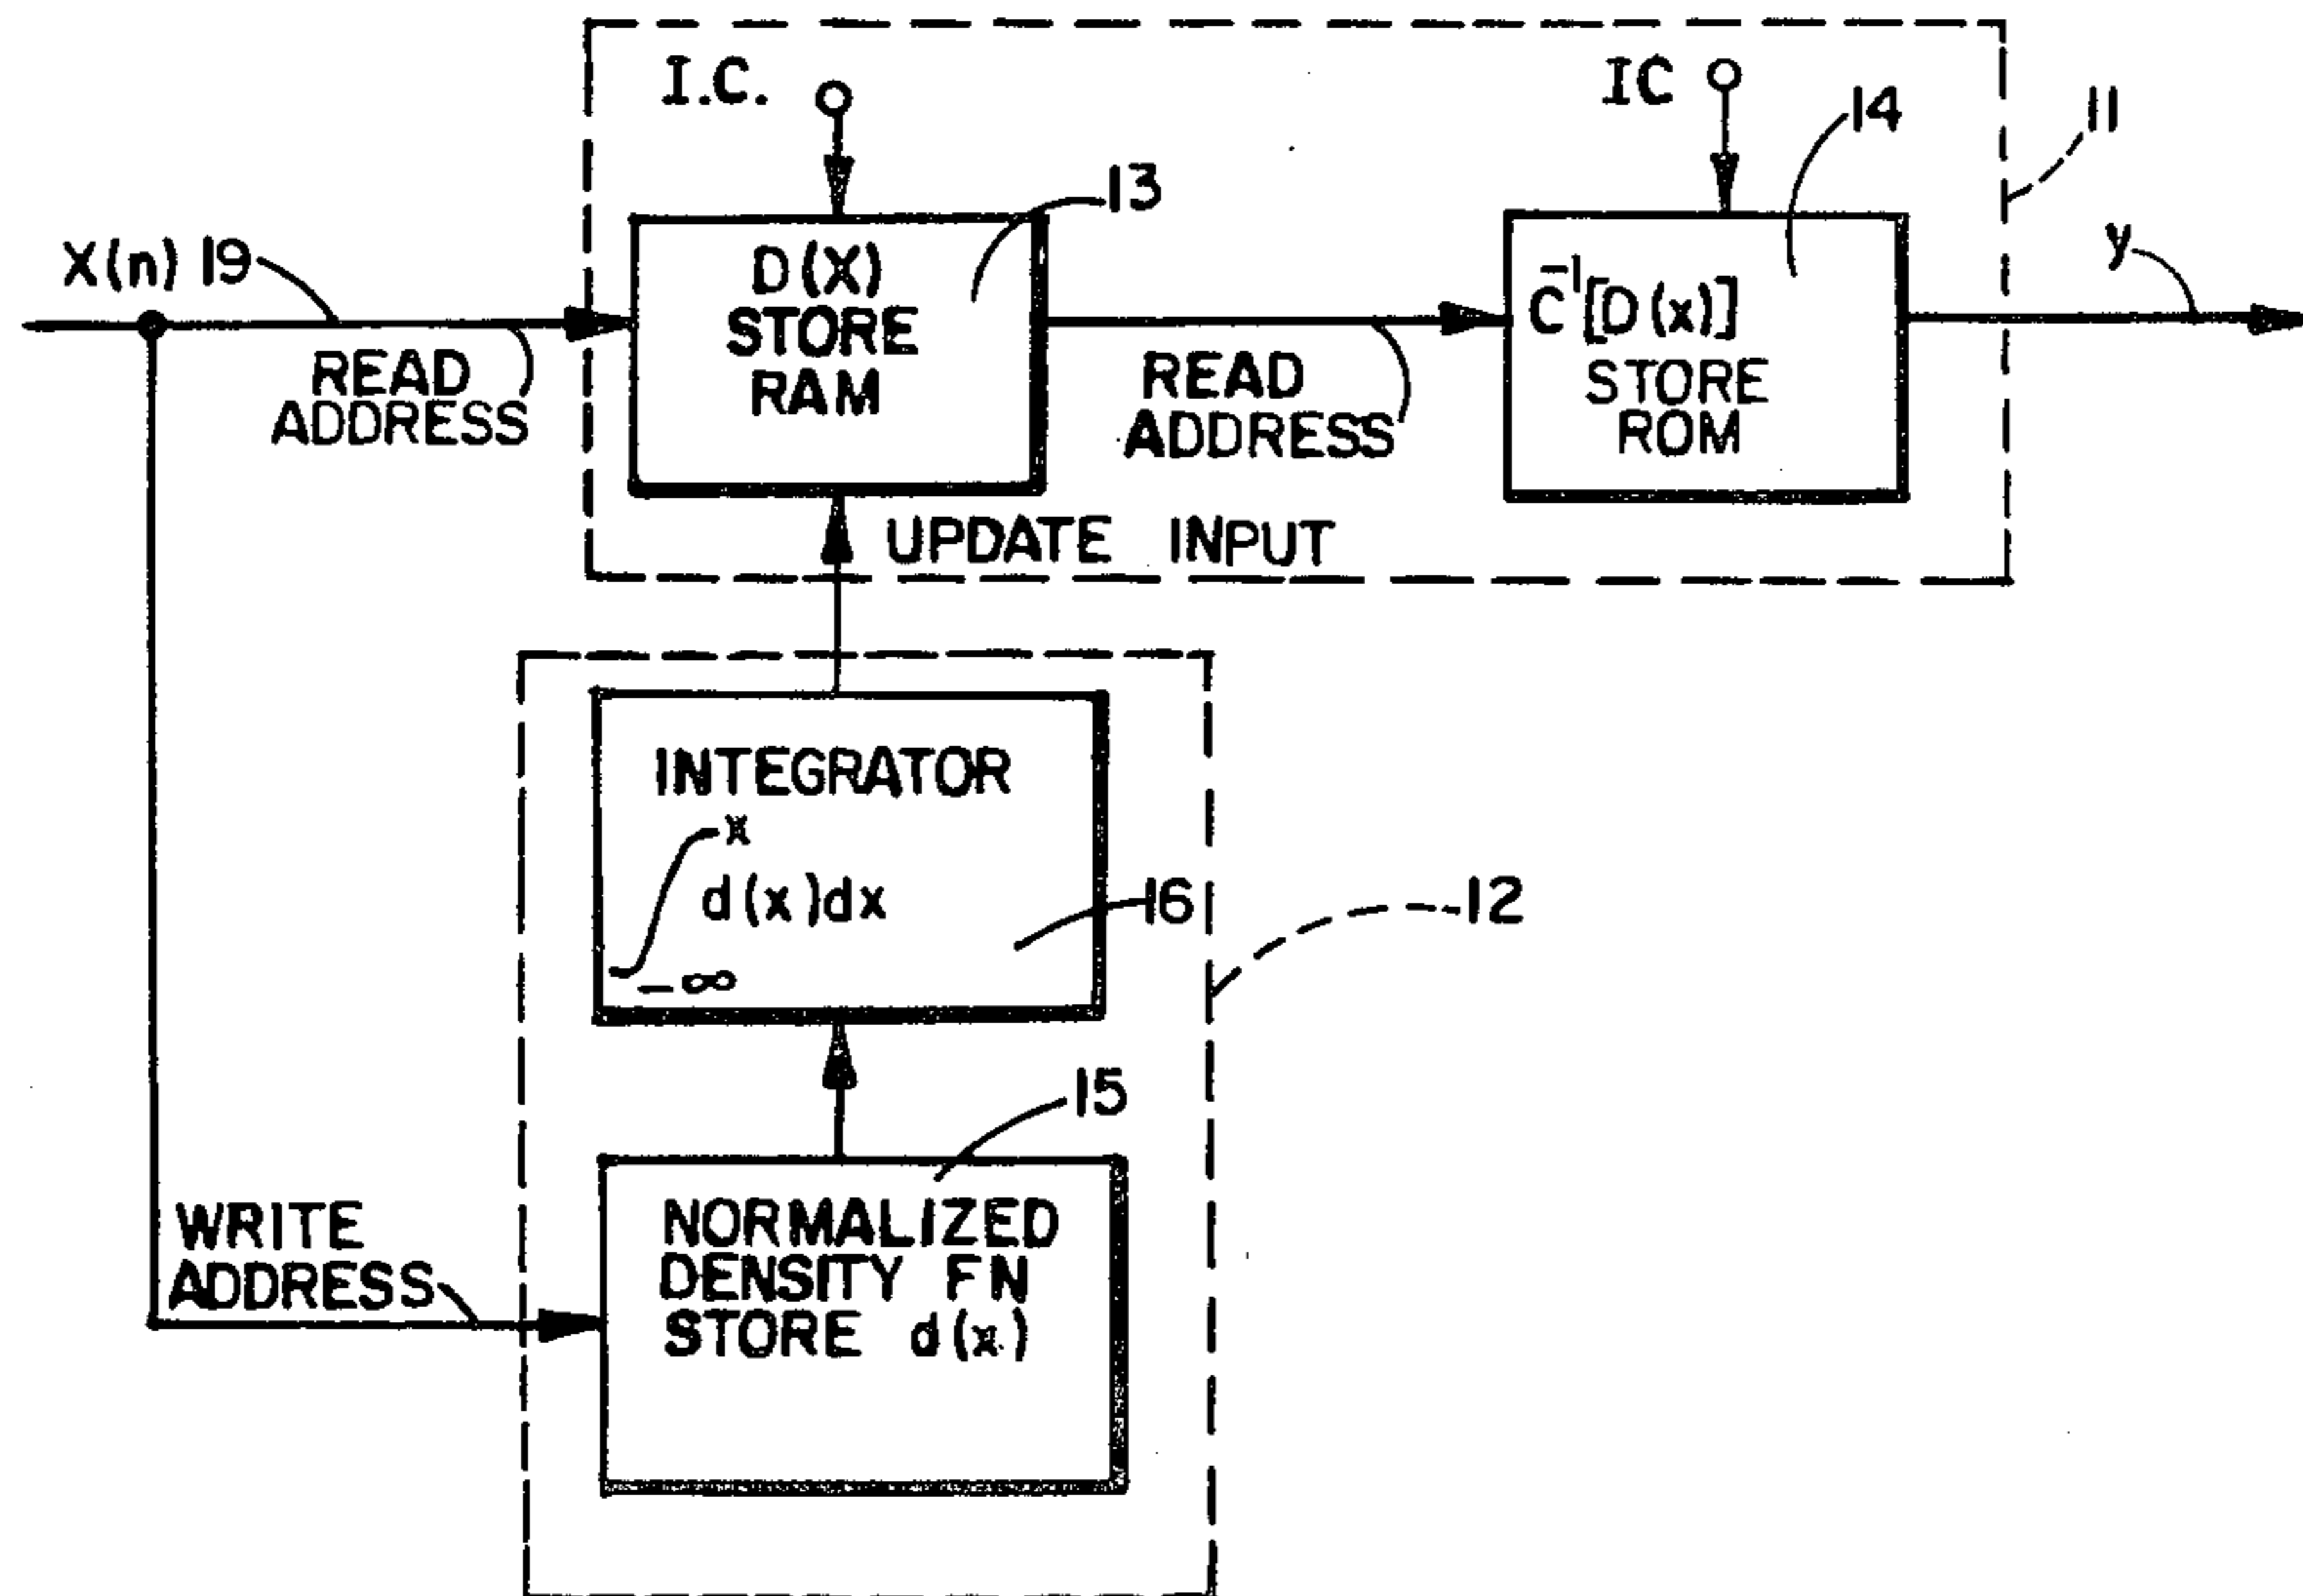 I.C.
IC
14
11
13
X(n) 19
y
D(X)
STORE
RAM
C⁻¹[D(x)]
STORE
ROM
READ
ADDRESS
READ
ADDRESS
UPDATE INPUT
INTEGRATOR
x
d(x)dx
-∞
16
12
15
WRITE
ADDRESS
NORMALIZED
DENSITY FN
STORE d(x)